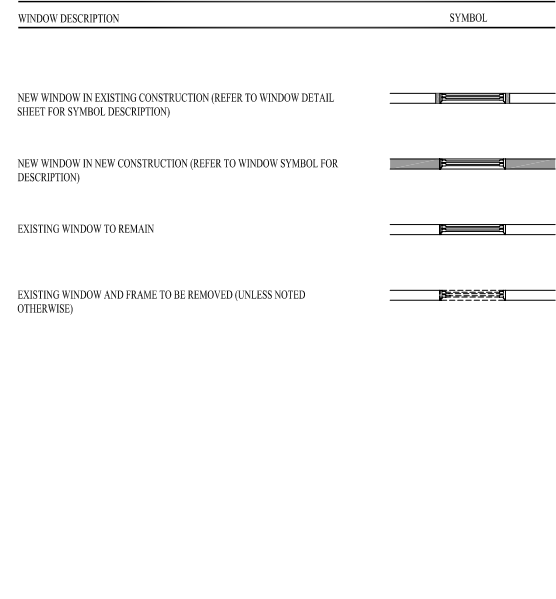 WINDOW DESCRIPTION SYMBOL
NEW WINDOW IN EXISTING CONSTRUCTION (REFER TO WINDOW DETAIL
SHEET FOR SYMBOL DESCRIPTION)
NEW WINDOW IN NEW CONSTRUCTION (REFER TO WINDOW SYMBOL FOR
DESCRIPTION)
EXISTING WINDOW TO REMAIN
EXISTING WINDOW AND FRAME TO BE REMOVED (UNLESS NOTED
OTHERWISE)